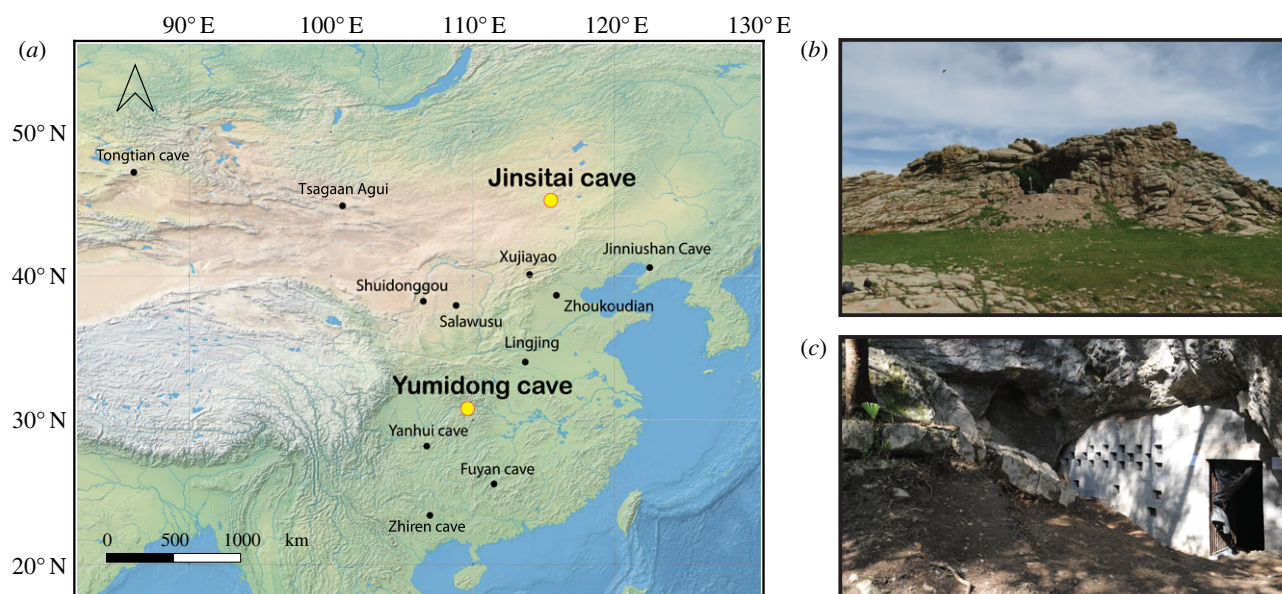 (a)
90° E
100° E
110° E
120° E
130° E
50° N
40° N
30° N
20° N
Tongtian cave
Tsagaan Agui
Jinsitai cave
Xujiayao
Jinniushan Cave
Shuidonggou
Salawusu
Zhoukoudian
Lingjing
Yumidong cave
Yanhui cave
Fuyan cave
Zhiren cave
0 500 1000 km
(b)
(c)